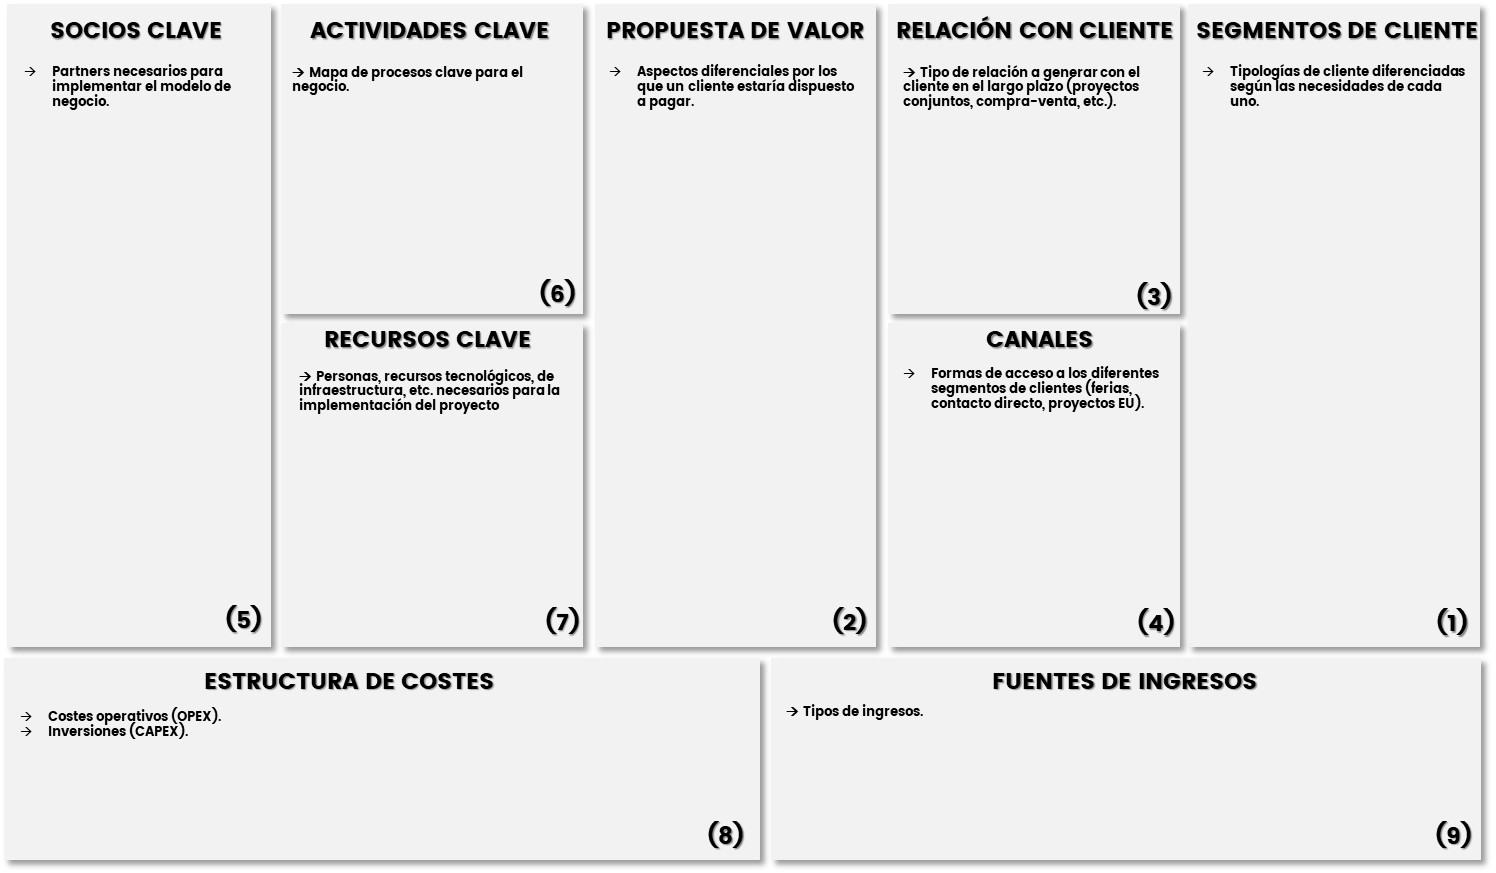 SOCIOS CLAVE
→ Partners necesarios para
implementar el modelo de
negocio.
(5)
ACTIVIDADES CLAVE
→ Mapa de procesos clave para el
negocio.
(6)
RECURSOS CLAVE
→ Personas, recursos tecnológicos, de
infraestructura, etc. necesarios para la
implementación del proyecto
(7)
PROPUESTA DE VALOR
→ Aspectos diferenciales por los
que un cliente estaría dispuesto
a pagar.
(2)
RELACIÓN CON CLIENTE
→ Tipo de relación a generar con el
cliente en el largo plazo (proyectos
conjuntos, compra-venta, etc.).
(3)
CANALES
→ Formas de acceso a los diferentes
segmentos de clientes (ferias,
contacto directo, proyectos EU).
(4)
SEGMENTOS DE CLIENTE
→ Tipologías de cliente diferenciadas
según las necesidades de cada
uno.
(1)
ESTRUCTURA DE COSTES
→ Costes operativos (OPEX).
→ Inversiones (CAPEX).
(8)
FUENTES DE INGRESOS
→ Tipos de ingresos.
(9)